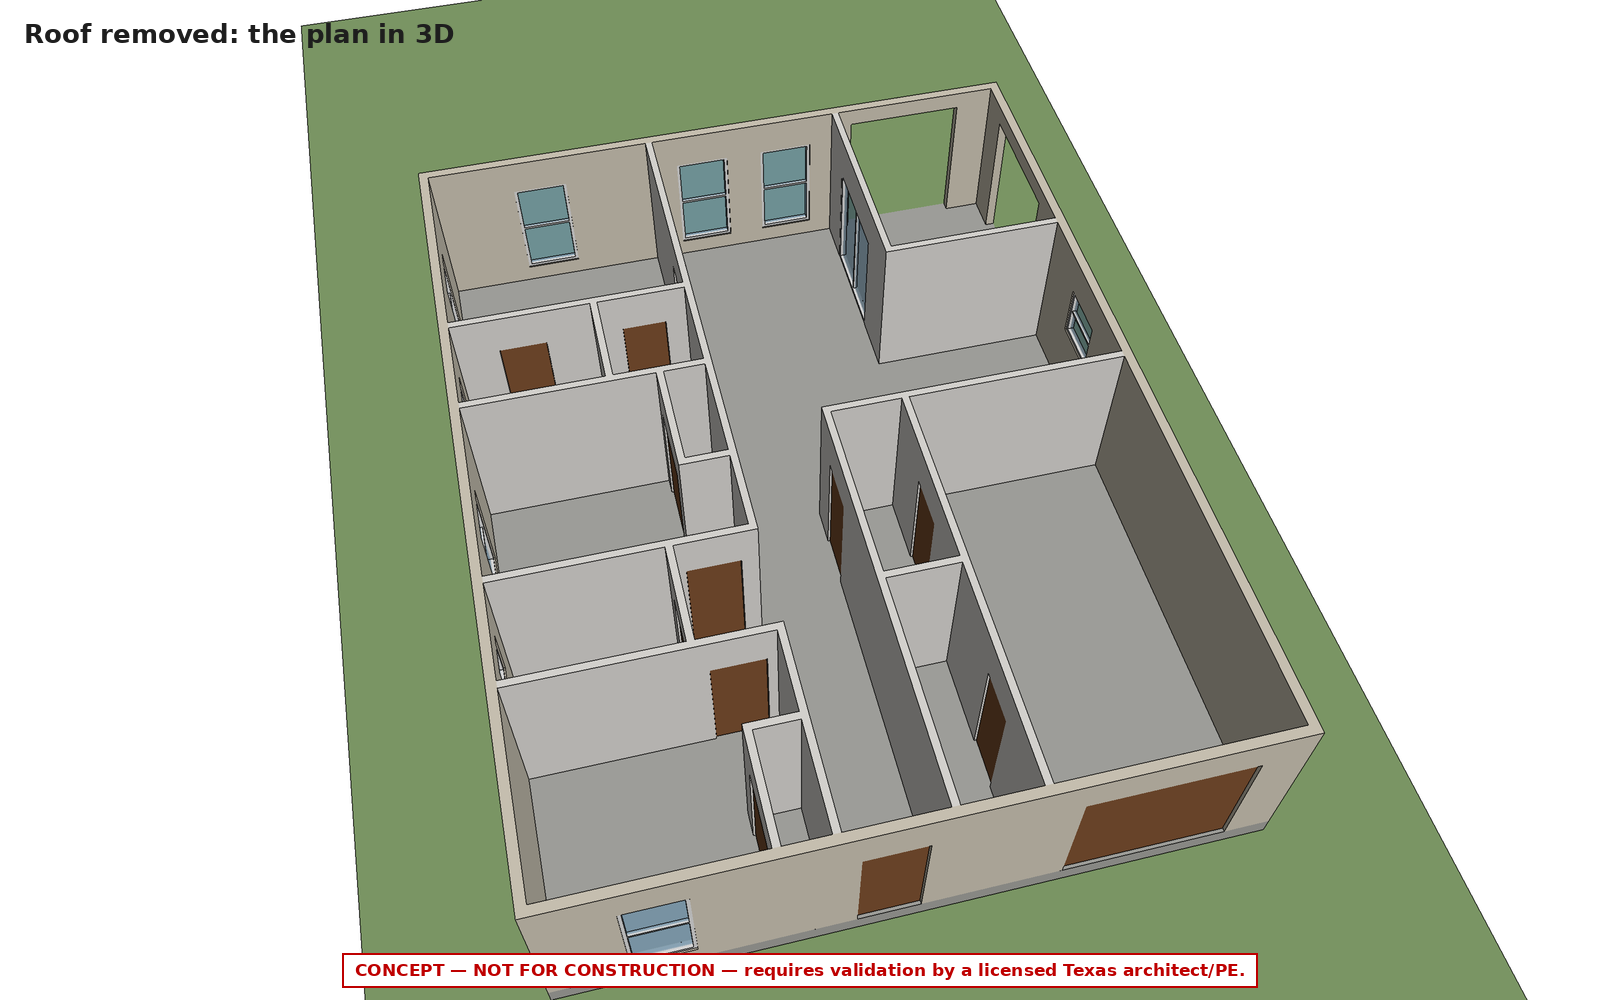 Roof removed: the plan in 3D
CONCEPT — NOT FOR CONSTRUCTION — requires validation by a licensed Texas architect/PE.